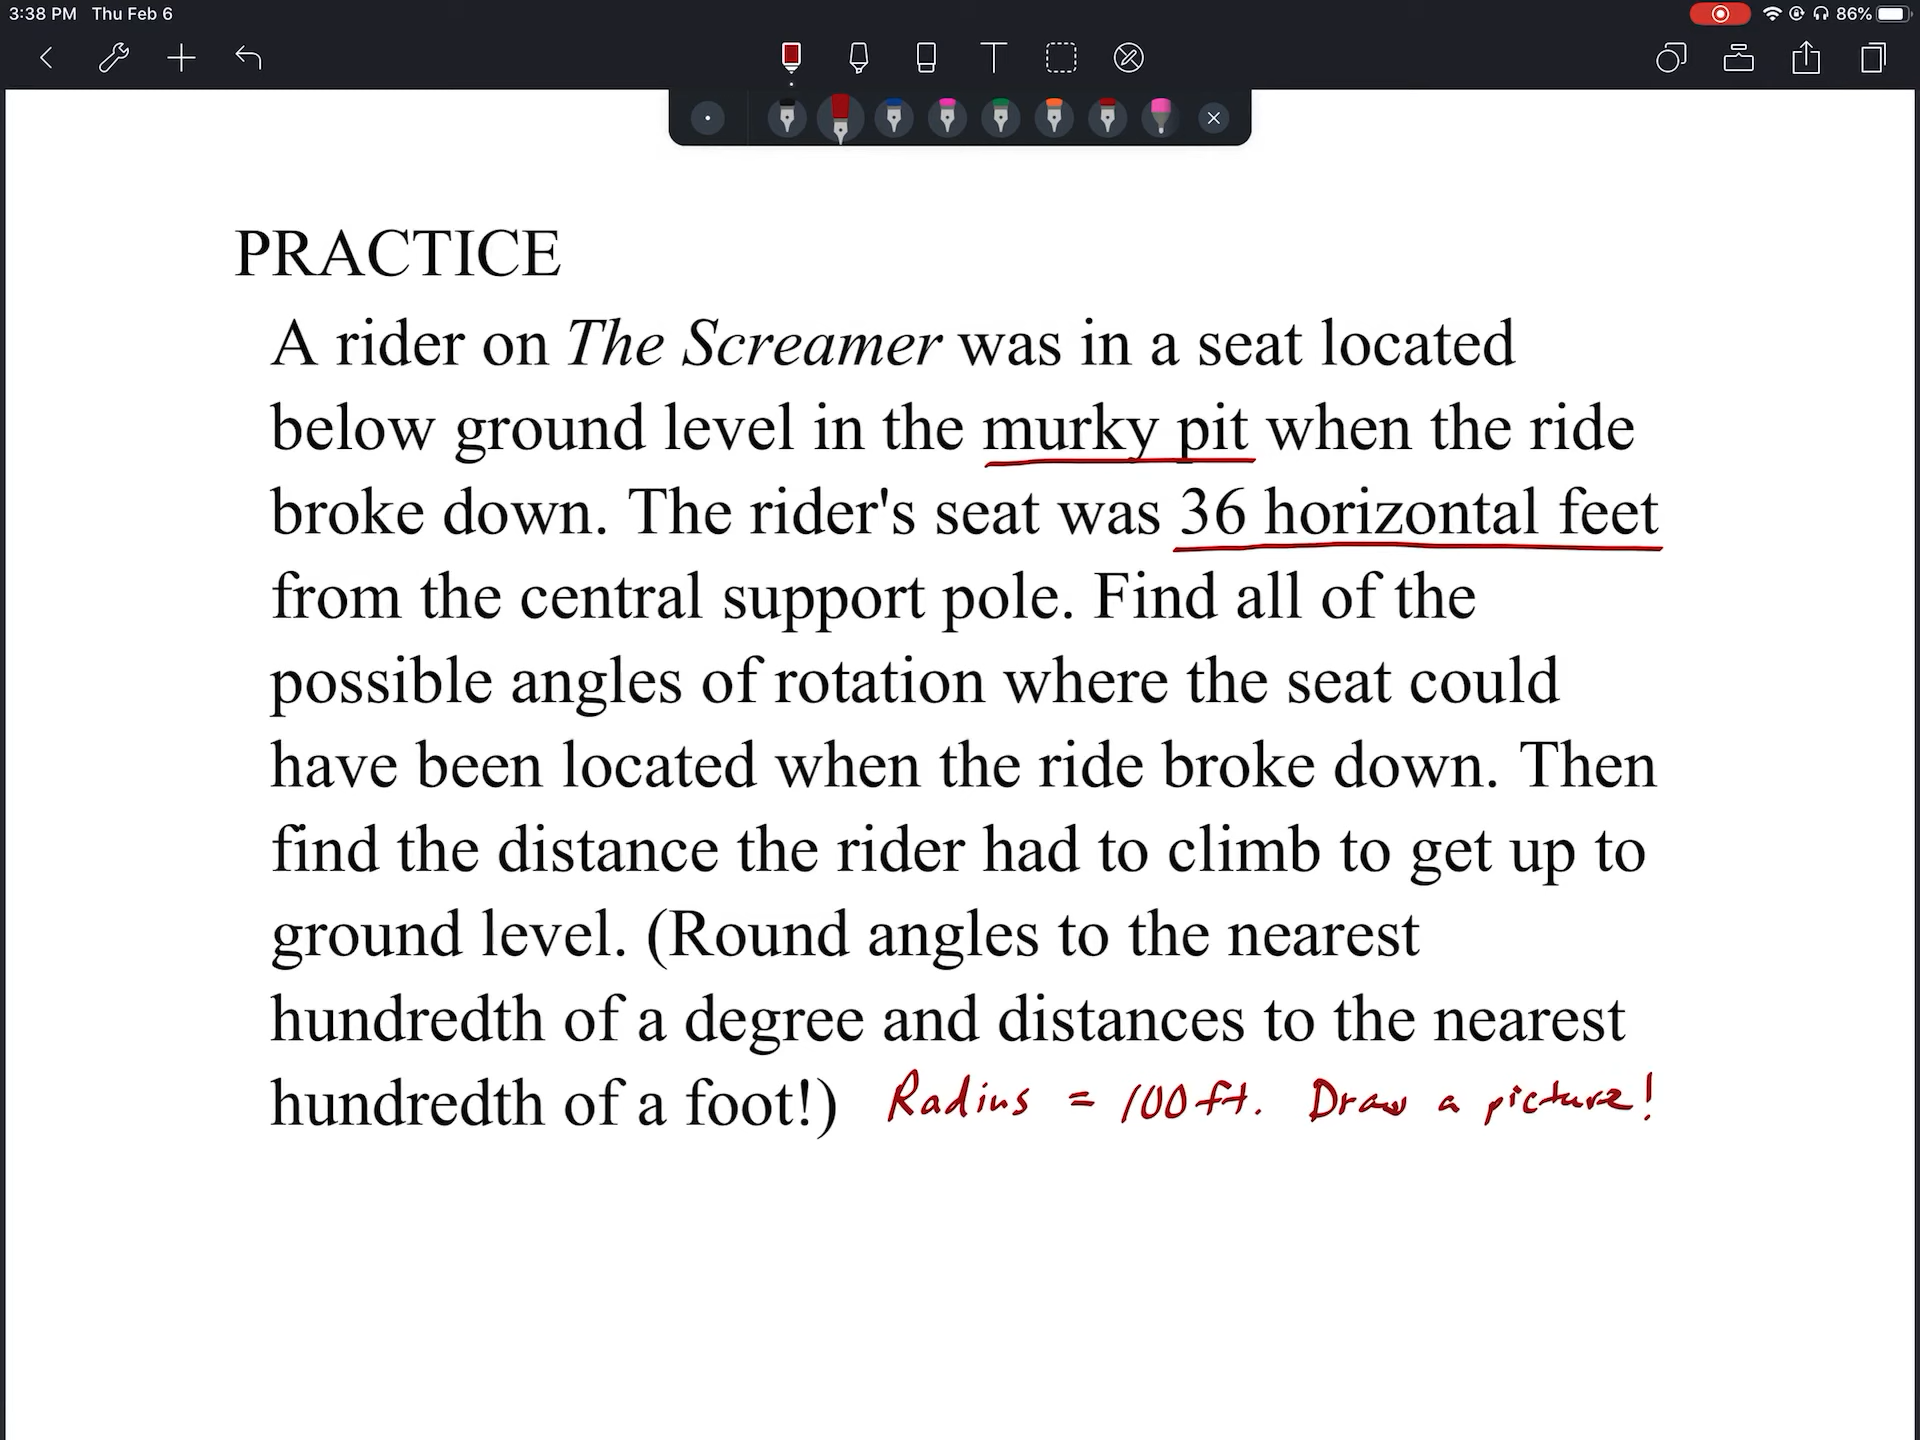 3:38 PM Thu Feb 6
86%
PRACTICE
A rider on The Screamer was in a seat located
below ground level in the murky pit when the ride
broke down. The rider's seat was 36 horizontal feet
from the central support pole. Find all of the
possible angles of rotation where the seat could
have been located when the ride broke down. Then
find the distance the rider had to climb to get up to
ground level. (Round angles to the nearest
hundredth of a degree and distances to the nearest
hundredth of a foot!) Radius = 100ft. Draw a picture!